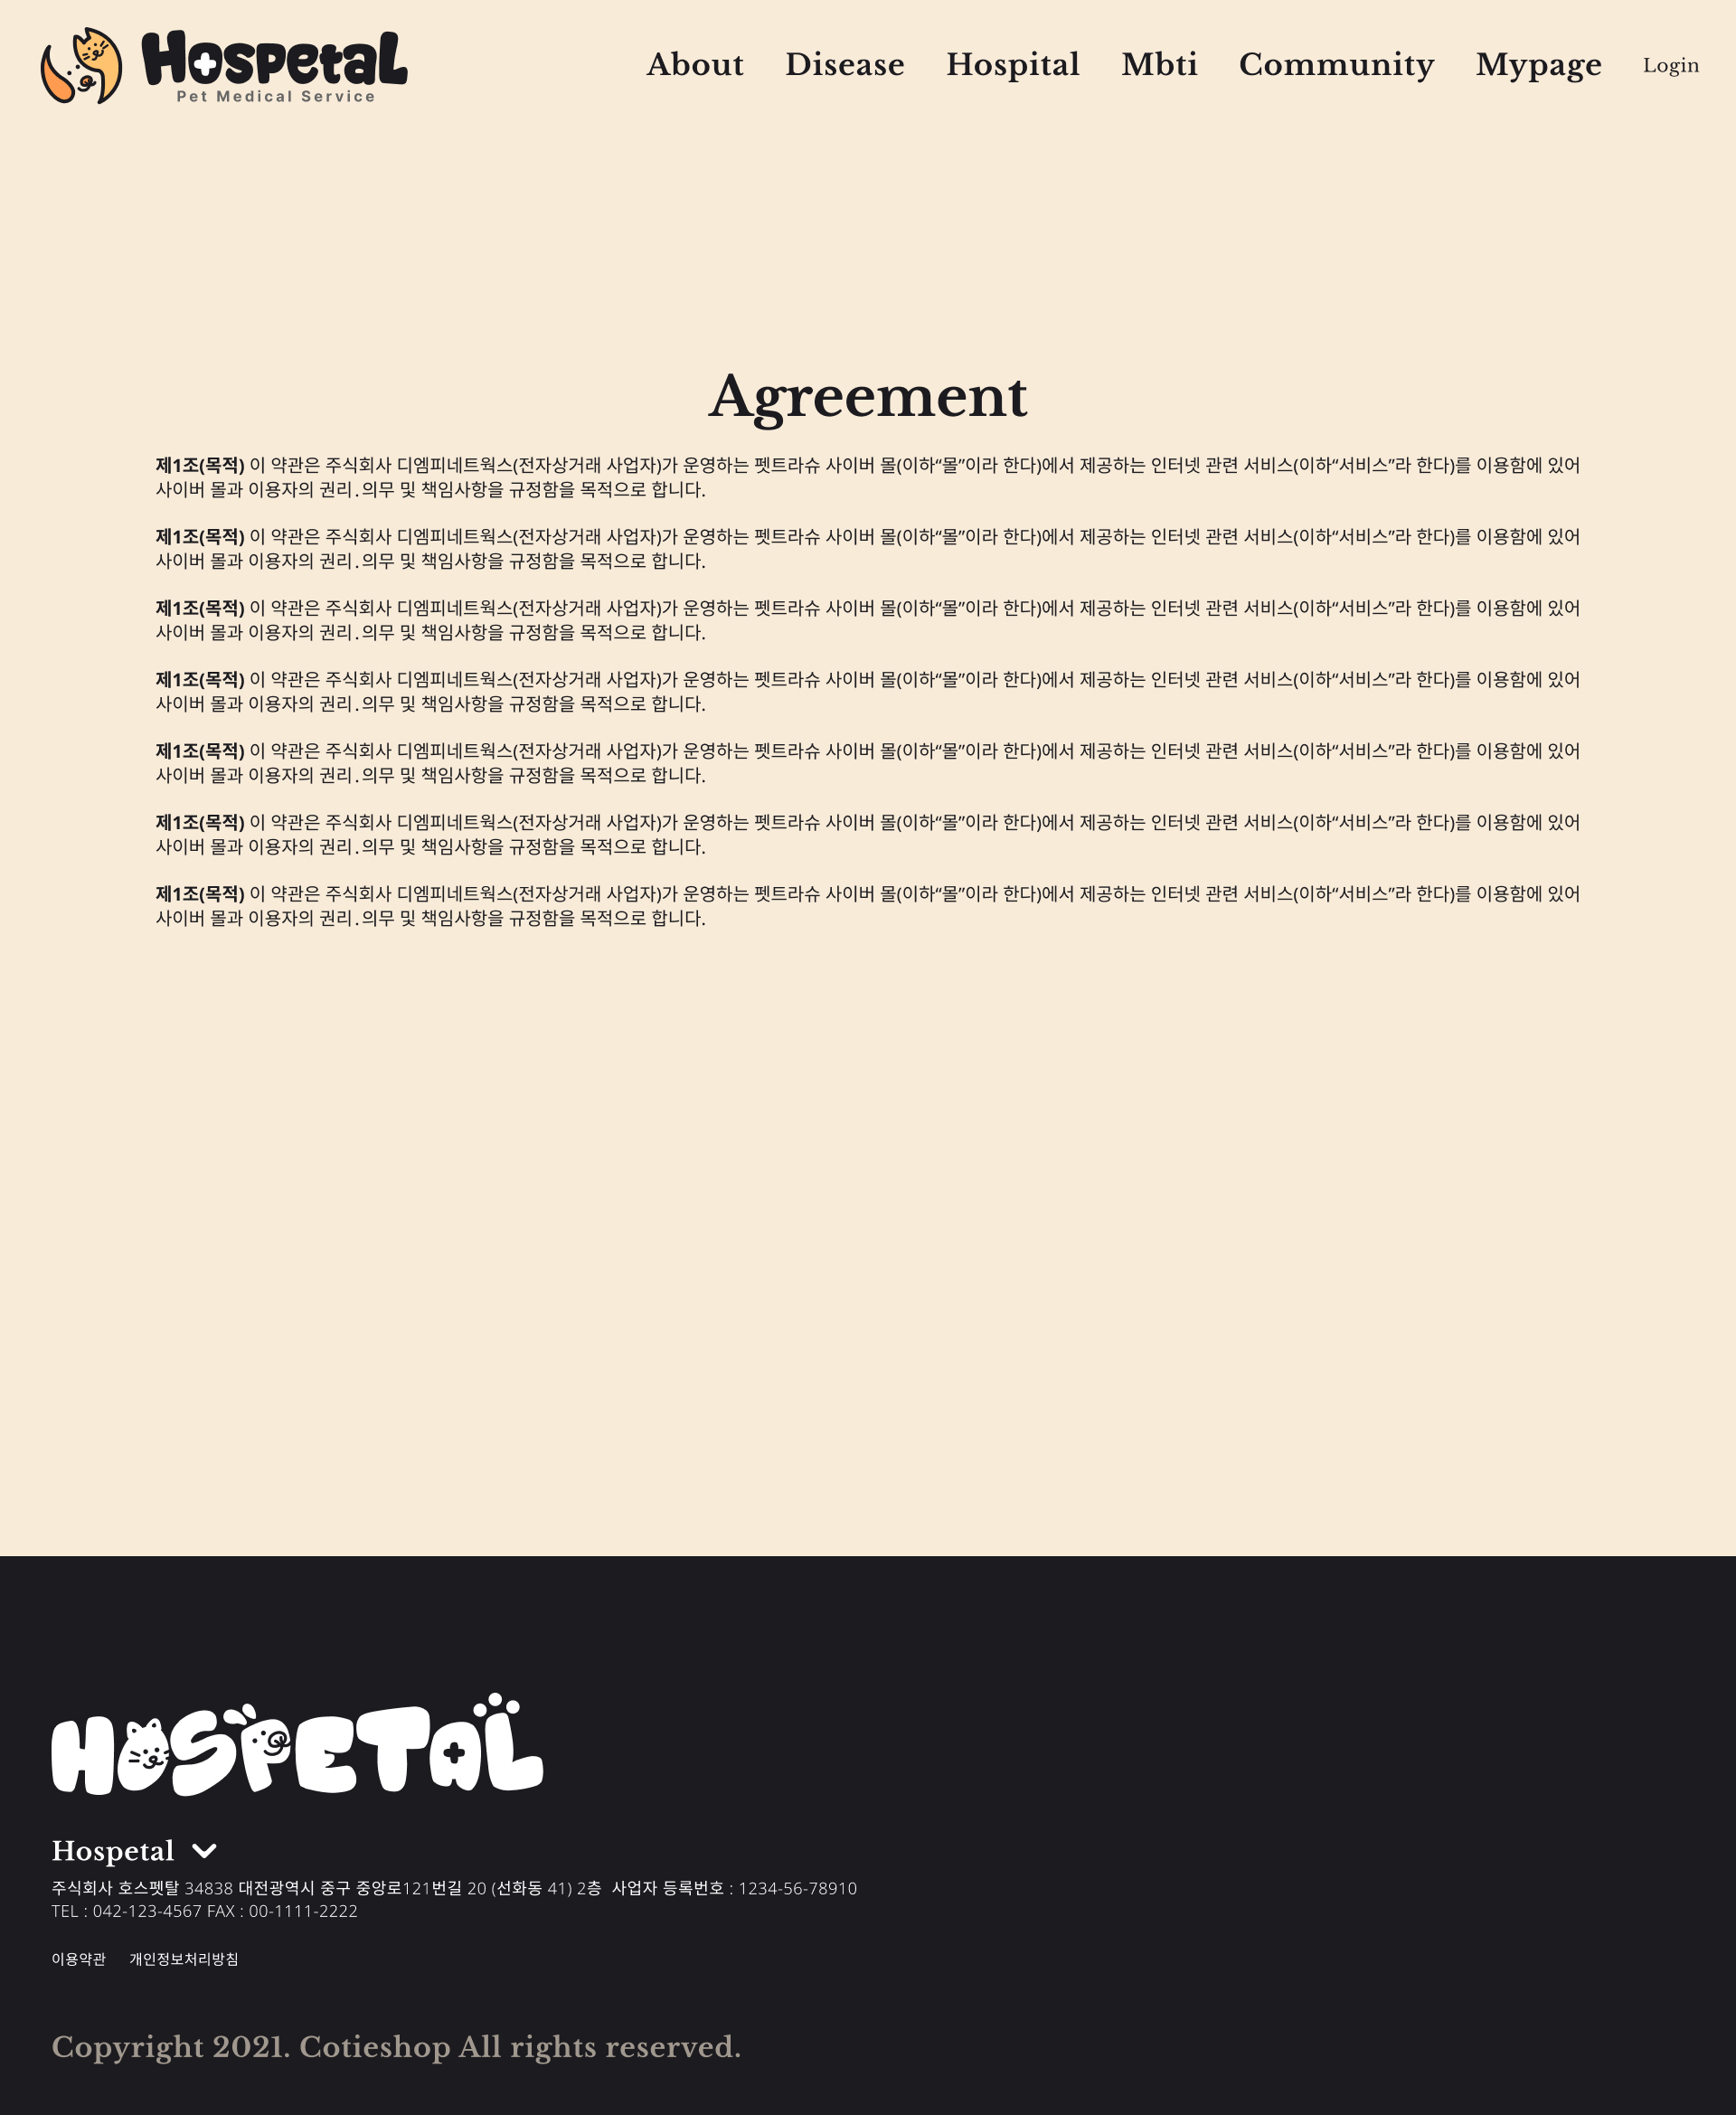 Hospetal
Pet Medical Service
About Disease Hospital Mbti Community Mypage Login
Agreement
제1조(목적) 이 약관은 주식회사 디엠피네트웍스(전자상거래 사업자)가 운영하는 펫트라슈 사이버 몰(이하“몰”이라 한다)에서 제공하는 인터넷 관련 서비스(이하“서비스”라 한다)를 이용함에 있어
사이버 몰과 이용자의 권리․의무 및 책임사항을 규정함을 목적으로 합니다.
제1조(목적) 이 약관은 주식회사 디엠피네트웍스(전자상거래 사업자)가 운영하는 펫트라슈 사이버 몰(이하“몰”이라 한다)에서 제공하는 인터넷 관련 서비스(이하“서비스”라 한다)를 이용함에 있어
사이버 몰과 이용자의 권리․의무 및 책임사항을 규정함을 목적으로 합니다.
제1조(목적) 이 약관은 주식회사 디엠피네트웍스(전자상거래 사업자)가 운영하는 펫트라슈 사이버 몰(이하“몰”이라 한다)에서 제공하는 인터넷 관련 서비스(이하“서비스”라 한다)를 이용함에 있어
사이버 몰과 이용자의 권리․의무 및 책임사항을 규정함을 목적으로 합니다.
제1조(목적) 이 약관은 주식회사 디엠피네트웍스(전자상거래 사업자)가 운영하는 펫트라슈 사이버 몰(이하“몰”이라 한다)에서 제공하는 인터넷 관련 서비스(이하“서비스”라 한다)를 이용함에 있어
사이버 몰과 이용자의 권리․의무 및 책임사항을 규정함을 목적으로 합니다.
제1조(목적) 이 약관은 주식회사 디엠피네트웍스(전자상거래 사업자)가 운영하는 펫트라슈 사이버 몰(이하“몰”이라 한다)에서 제공하는 인터넷 관련 서비스(이하“서비스”라 한다)를 이용함에 있어
사이버 몰과 이용자의 권리․의무 및 책임사항을 규정함을 목적으로 합니다.
제1조(목적) 이 약관은 주식회사 디엠피네트웍스(전자상거래 사업자)가 운영하는 펫트라슈 사이버 몰(이하“몰”이라 한다)에서 제공하는 인터넷 관련 서비스(이하“서비스”라 한다)를 이용함에 있어
사이버 몰과 이용자의 권리․의무 및 책임사항을 규정함을 목적으로 합니다.
제1조(목적) 이 약관은 주식회사 디엠피네트웍스(전자상거래 사업자)가 운영하는 펫트라슈 사이버 몰(이하“몰”이라 한다)에서 제공하는 인터넷 관련 서비스(이하“서비스”라 한다)를 이용함에 있어
사이버 몰과 이용자의 권리․의무 및 책임사항을 규정함을 목적으로 합니다.
HOSPETAL
Hospetal
주식회사 호스펫탈 34838 대전광역시 중구 중앙로121번길 20 (선화동 41) 2층 사업자 등록번호 : 1234-56-78910
TEL : 042-123-4567 FAX : 00-1111-2222
이용약관 개인정보처리방침
Copyright 2021. Cotieshop All rights reserved.